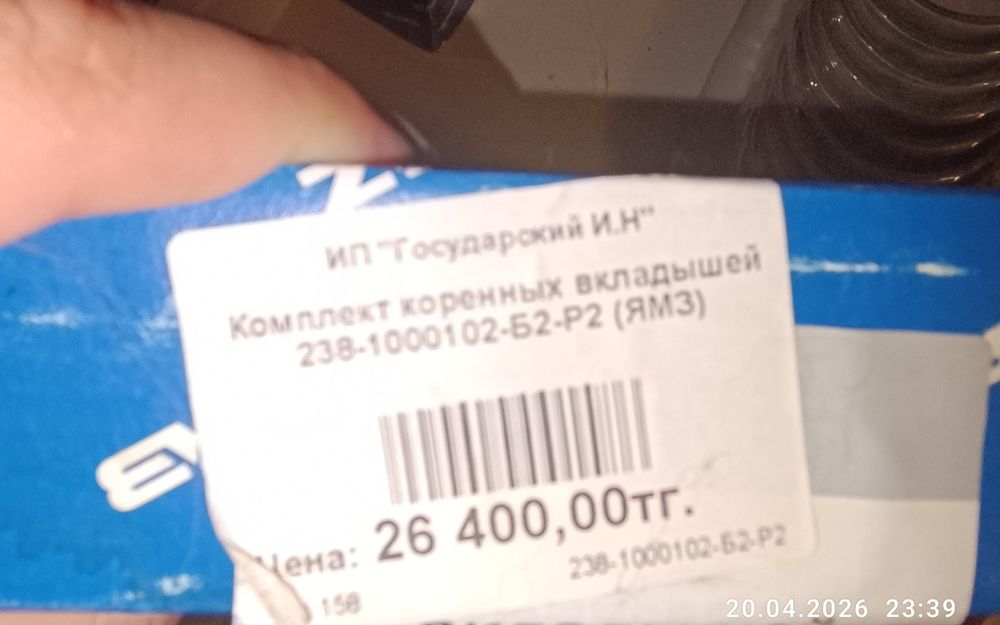 ИП "Государский И.Н"
Комплект коренных вкладышей
238-1000102-Б2-Р2 (ЯМЗ)
26 400,00тг.
Цена:
238-1000102-Б2-Р2
158
20.04.2026 23:39